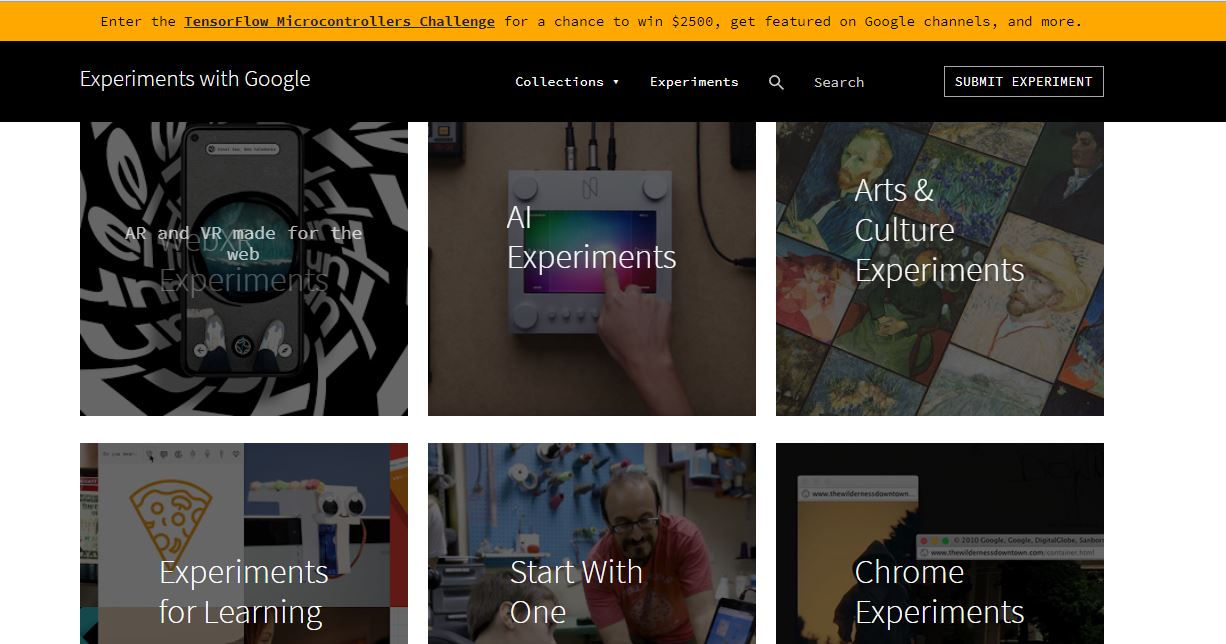 Enter the TensorFlow Microcontrollers Challenge for a chance to win $2500, get featured on Google channels, and more.
Experiments with Google
Collections ▾
Experiments
Search
SUBMIT EXPERIMENT
AR and VR made for the
web
WebXR
Experiments
AI
Experiments
Arts &
Culture
Experiments
Do you mean:
Experiments
for Learning
Start With
One
www.thewildernessdowntown...
© 2010 Google, Google, DigitalGlobe, Sanborn
www.thewildernessdowntown.com/container.html
Chrome
Experiments